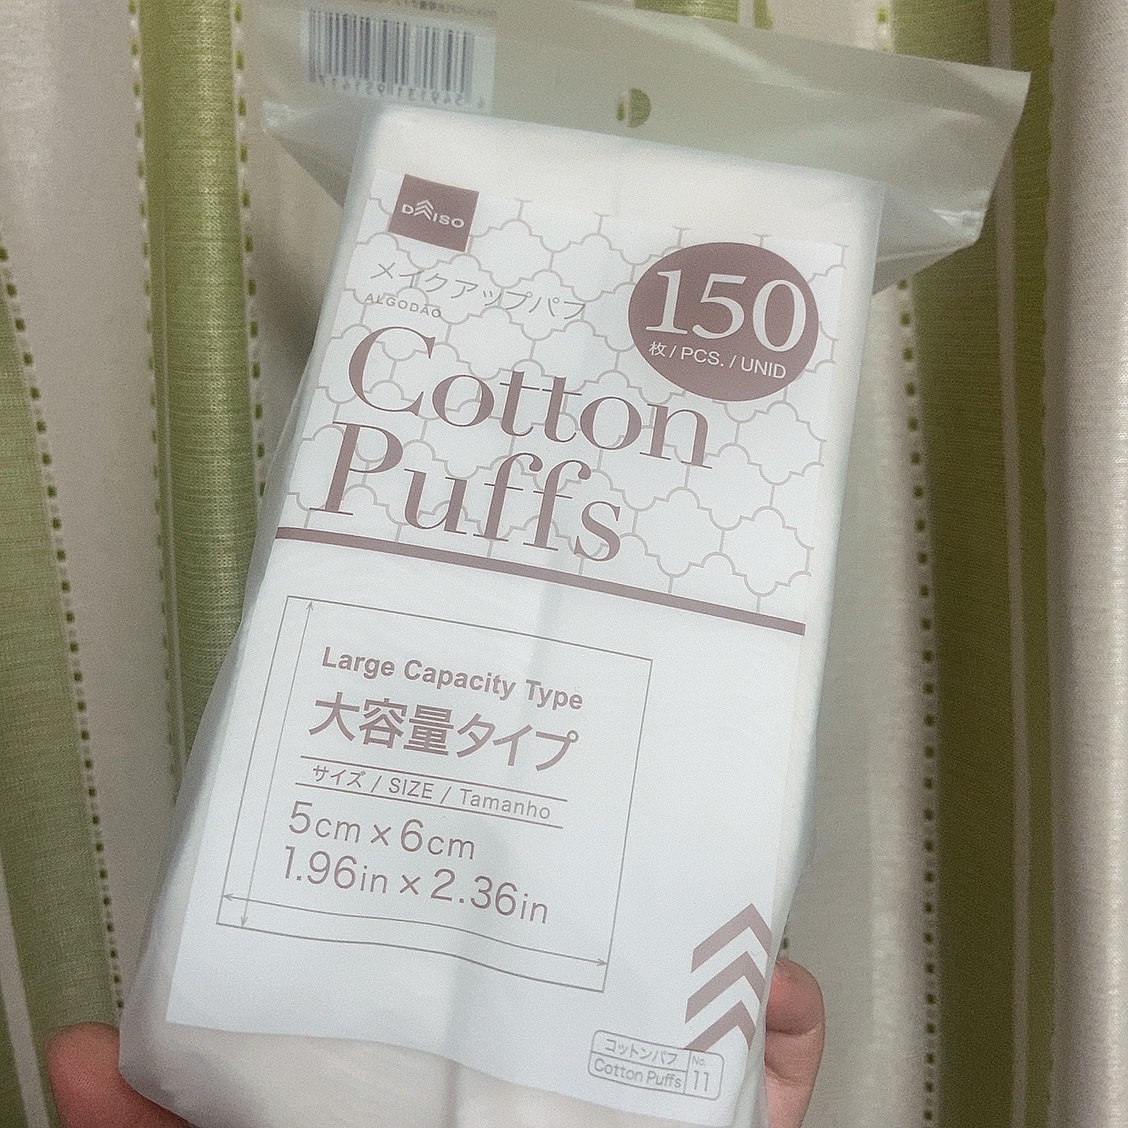 DAISO
メイクアップパフ
ALGODÃO
150
枚/PCS./UNID
Cotton
Puffs
Large Capacity Type
大容量タイプ
サイズ / SIZE / Tamanho
5cm×6cm
1.96in×2.36in
コットンパフ
Cotton Puffs
No.
11